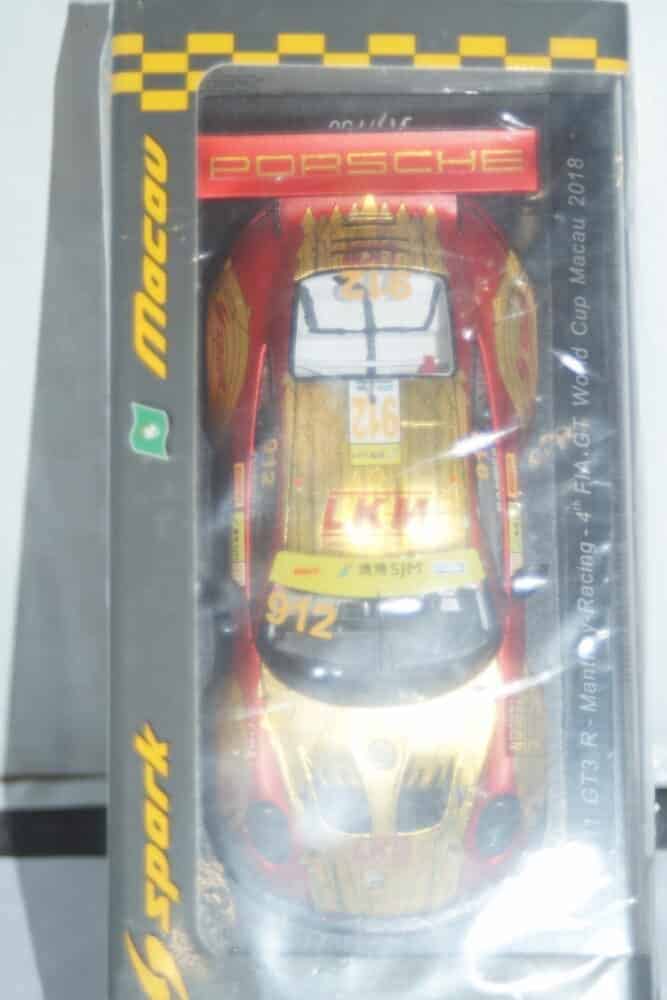 Macau
spark
PORSCHE
912
912
LKM
澳博 SJM
912
912
GT3 R - Manthey-Racing - 4th FIA GT World Cup Macau 2018